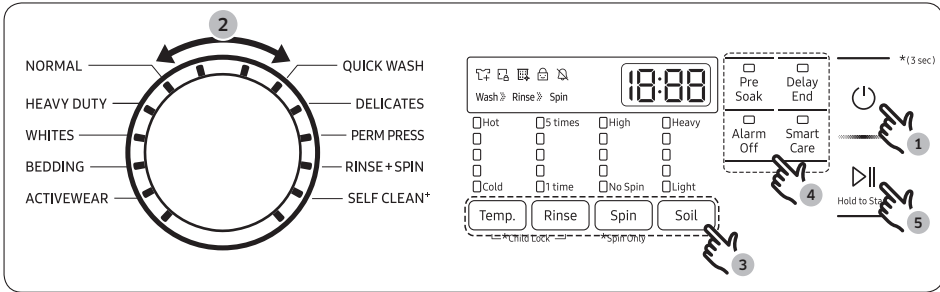 2
NORMAL
HEAVY DUTY
WHITES
BEDDING
ACTIVEWEAR
QUICK WASH
DELICATES
PERM PRESS
RINSE+SPIN
SELF CLEAN+
Wash » Rinse » Spin
18:88
Hot 5 times High Heavy
Cold 1 time No Spin Light
Temp. Rinse Spin Soil
*Child Lock *Spin Only
3
Pre Soak
Delay End
Alarm Off
Smart Care
4
*(3 sec)
1
Hold to
5